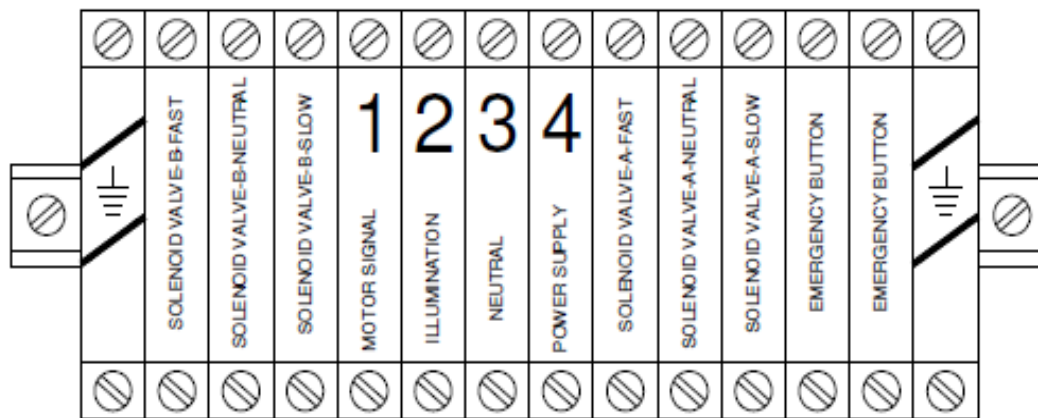 SOLENOID VALVE-B-FAST
SOLENOID VALVE-B-NEUTRAL
SOLENOID VALVE-B-SLOW
1
MOTOR SIGNAL
2
ILLUMINATION
3
NEUTRAL
4
POWER SUPPLY
SOLENOID VALVE-A-FAST
SOLENOID VALVE-A-NEUTRAL
SOLENOID VALVE-A-SLOW
EMERGENCY BUTTON
EMERGENCY BUTTON